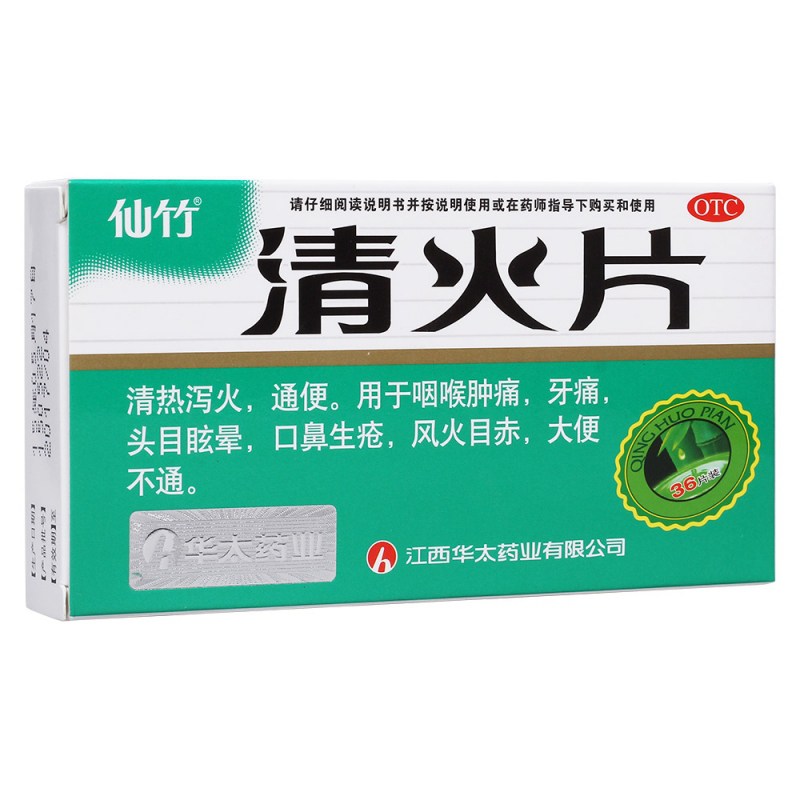 仙竹®
请仔细阅读说明书并按说明使用或在药师指导下购买和使用
OTC
清火片
清热泻火，通便。用于咽喉肿痛，牙痛，
头目眩晕，口鼻生疮，风火目赤，大便
不通。
QING HUO PIAN
36片装
华太药业
江西华太药业有限公司